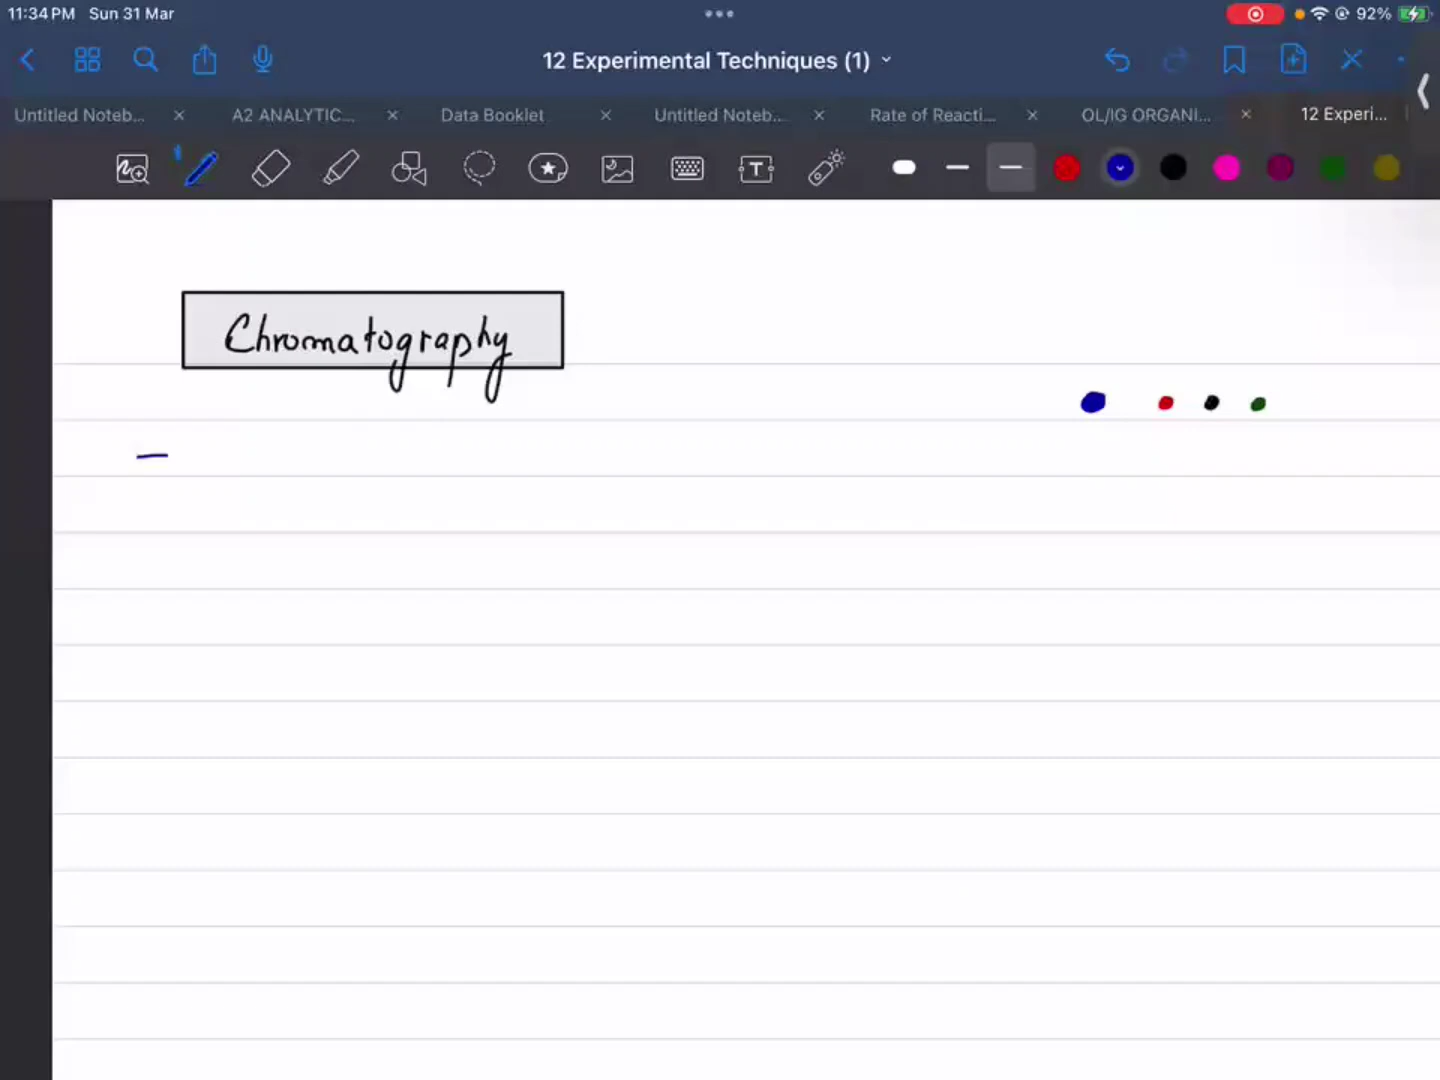 11:34 PM Sun 31 Mar
92%
12 Experimental Techniques (1)
Untitled Noteb... A2 ANALYTIC... Data Booklet Untitled Noteb... Rate of Reacti... OL/IG ORGANI... 12 Experi...
T
Chromatography